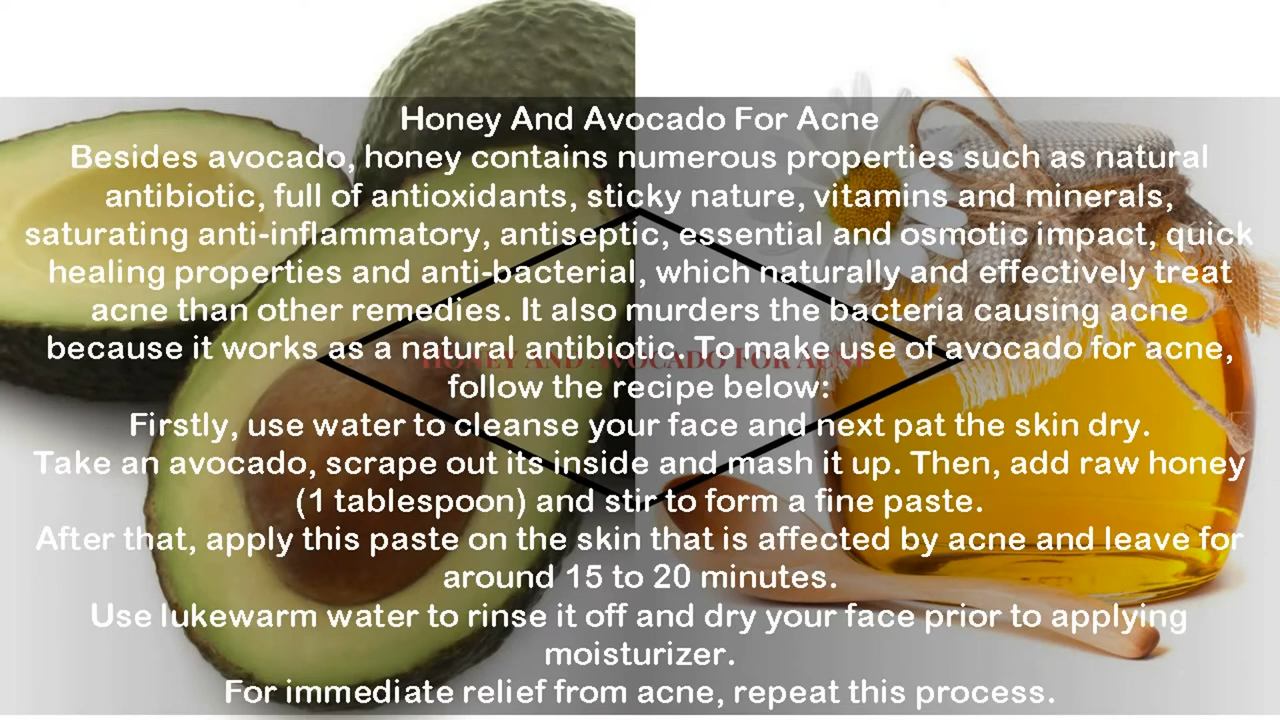 Honey And Avocado For Acne
Besides avocado, honey contains numerous properties such as natural
antibiotic, full of antioxidants, sticky nature, vitamins and minerals,
saturating anti-inflammatory, antiseptic, essential and osmotic impact, quick
healing properties and anti-bacterial, which naturally and effectively treat
acne than other remedies. It also murders the bacteria causing acne
because it works as a natural antibiotic. To make use of avocado for acne,
HONEY AND AVOCADO FOR ACNE
follow the recipe below:
Firstly, use water to cleanse your face and next pat the skin dry.
Take an avocado, scrape out its inside and mash it up. Then, add raw honey
(1 tablespoon) and stir to form a fine paste.
After that, apply this paste on the skin that is affected by acne and leave for
around 15 to 20 minutes.
Use lukewarm water to rinse it off and dry your face prior to applying
moisturizer.
For immediate relief from acne, repeat this process.